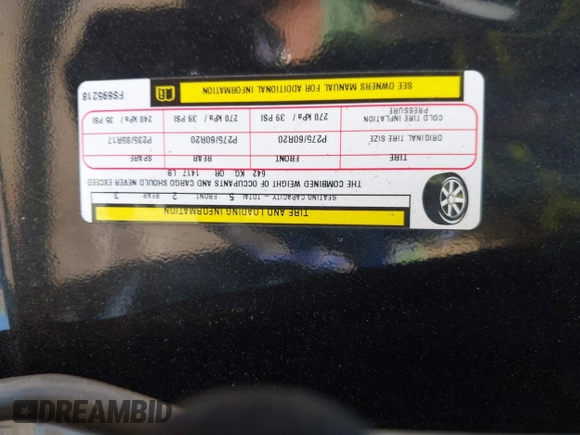 TIRE AND LOADING INFORMATION
SEATING CAPACITY - TOTAL 5 FRONT 2 REAR 3
THE COMBINED WEIGHT OF OCCUPANTS AND CARGO SHOULD NEVER EXCEED
642 KG OR 1417 LB
TIRE FRONT REAR SPARE
ORIGINAL TIRE SIZE P275/60R20 P275/60R20 P235/85R17
COLD TIRE INFLATION PRESSURE 270 kPa / 39 PSI 270 kPa / 39 PSI 240 kPa / 35 PSI
SEE OWNERS MANUAL FOR ADDITIONAL INFORMATION
FS695218
DREAMBID